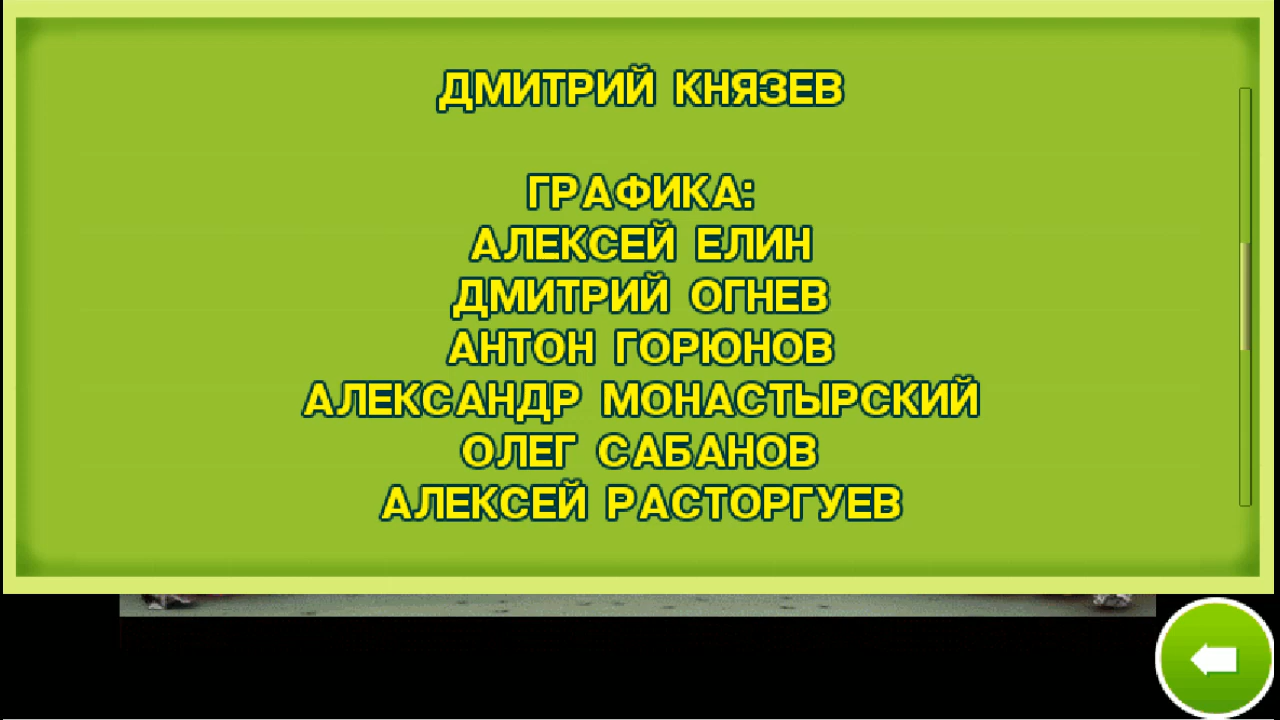 ДМИТРИЙ КНЯЗЕВ
ГРАФИКА:
АЛЕКСЕЙ ЕЛИН
ДМИТРИЙ ОГНЕВ
АНТОН ГОРЮНОВ
АЛЕКСАНДР МОНАСТЫРСКИЙ
ОЛЕГ САБАНОВ
АЛЕКСЕЙ РАСТОРГУЕВ